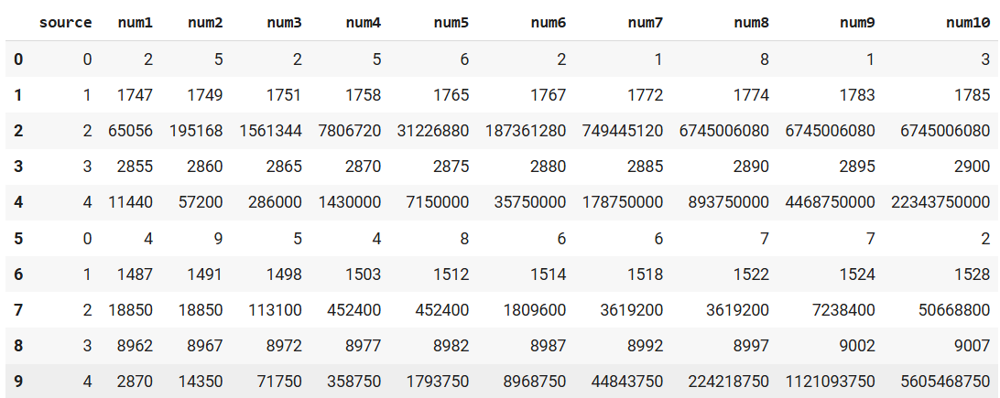 source num1 num2 num3 num4 num5 num6 num7 num8 num9 num10
0 0 2 5 2 5 6 2 1 8 1 3
1 1 1747 1749 1751 1758 1765 1767 1772 1774 1783 1785
2 2 65056 195168 1561344 7806720 31226880 187361280 749445120 6745006080 6745006080 6745006080
3 3 2855 2860 2865 2870 2875 2880 2885 2890 2895 2900
4 4 11440 57200 286000 1430000 7150000 35750000 178750000 893750000 4468750000 22343750000
5 0 4 9 5 4 8 6 6 7 7 2
6 1 1487 1491 1498 1503 1512 1514 1518 1522 1524 1528
7 2 18850 18850 113100 452400 452400 1809600 3619200 3619200 7238400 50668800
8 3 8962 8967 8972 8977 8982 8987 8992 8997 9002 9007
9 4 2870 14350 71750 358750 1793750 8968750 44843750 224218750 1121093750 5605468750